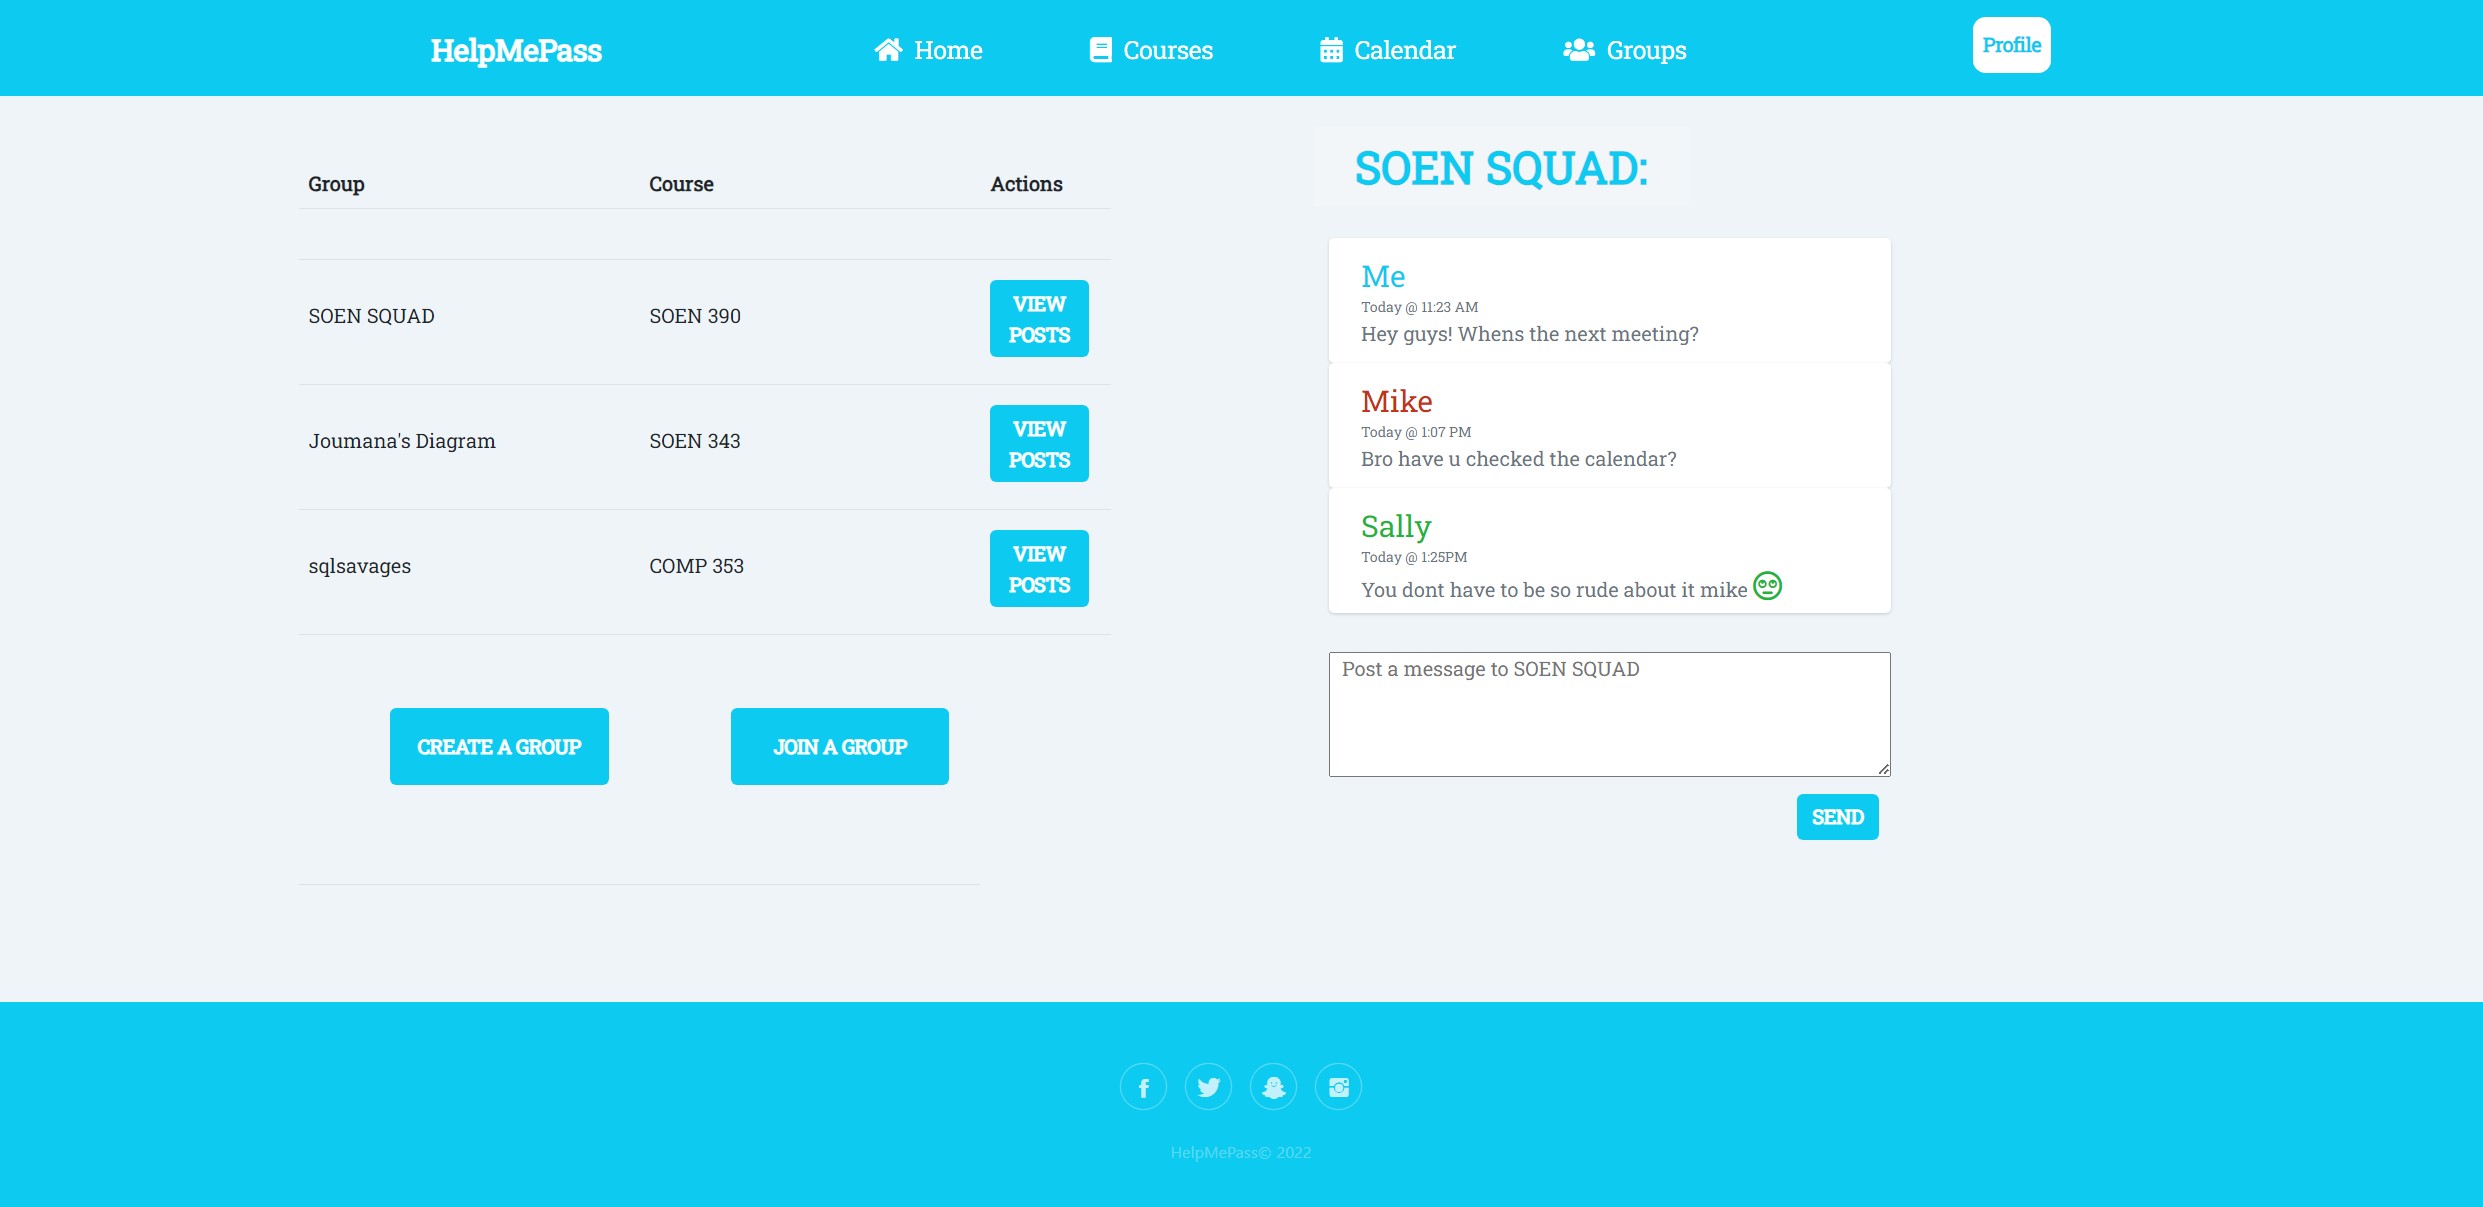 HelpMePass
Home
Courses
Calendar
Groups
Profile
Group
Course
Actions
SOEN SQUAD
SOEN 390
VIEW
POSTS
Joumana's Diagram
SOEN 343
VIEW
POSTS
sqlsavages
COMP 353
VIEW
POSTS
CREATE A GROUP
JOIN A GROUP
SOEN SQUAD:
Me
Today @ 11:23 AM
Hey guys! Whens the next meeting?
Mike
Today @ 1:07 PM
Bro have u checked the calendar?
Sally
Today @ 1:25PM
You dont have to be so rude about it mike
Post a message to SOEN SQUAD
SEND
HelpMePass© 2022